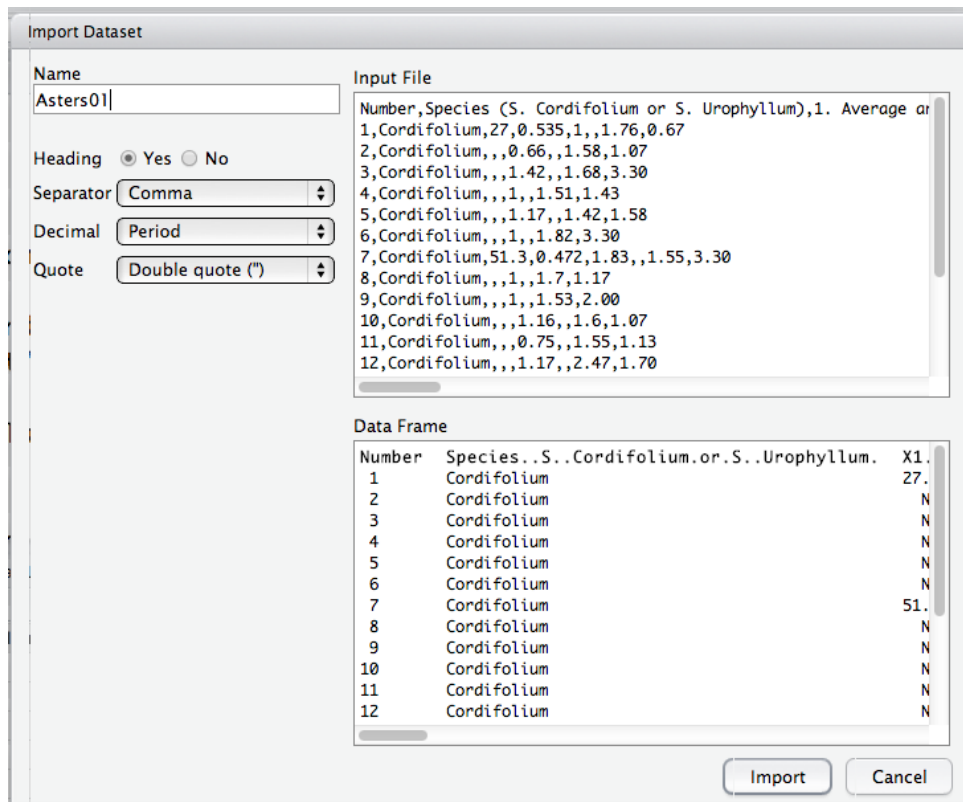 Import Dataset
Name
Asters01
Heading Yes No
Separator Comma
Decimal Period
Quote Double quote (")
Input File
Number,Species (S. Cordifolium or S. Urophyllum),1. Average
1,Cordifolium,27,0.535,1,,1.76,0.67
2,Cordifolium,,,0.66,,1.58,1.07
3,Cordifolium,,,1.42,,1.68,3.30
4,Cordifolium,,,1,,1.51,1.43
5,Cordifolium,,,1.17,,1.42,1.58
6,Cordifolium,,,1,,1.82,3.30
7,Cordifolium,51.3,0.472,1.83,,1.55,3.30
8,Cordifolium,,,1,,1.7,1.17
9,Cordifolium,,,1,,1.53,2.00
10,Cordifolium,,,1.16,,1.6,1.07
11,Cordifolium,,,0.75,,1.55,1.13
12,Cordifolium,,,1.17,,2.47,1.70
Data Frame
Number Species..S..Cordifolium.or.S..Urophyllum. X1.
1 Cordifolium 27.
2 Cordifolium N
3 Cordifolium N
4 Cordifolium N
5 Cordifolium N
6 Cordifolium N
7 Cordifolium 51.
8 Cordifolium N
9 Cordifolium N
10 Cordifolium N
11 Cordifolium N
12 Cordifolium N
Import Cancel